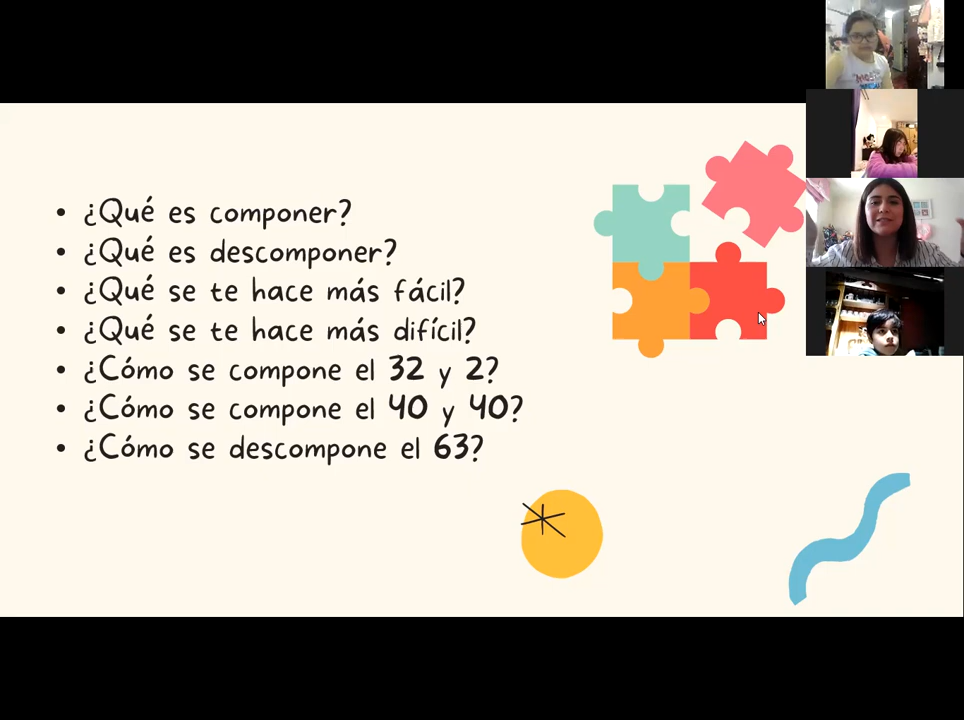 • ¿Qué es componer?
• ¿Qué es descomponer?
• ¿Qué se te hace más fácil?
• ¿Qué se te hace más difícil?
• ¿Cómo se compone el 32 y 2?
• ¿Cómo se compone el 40 y 40?
• ¿Cómo se descompone el 63?